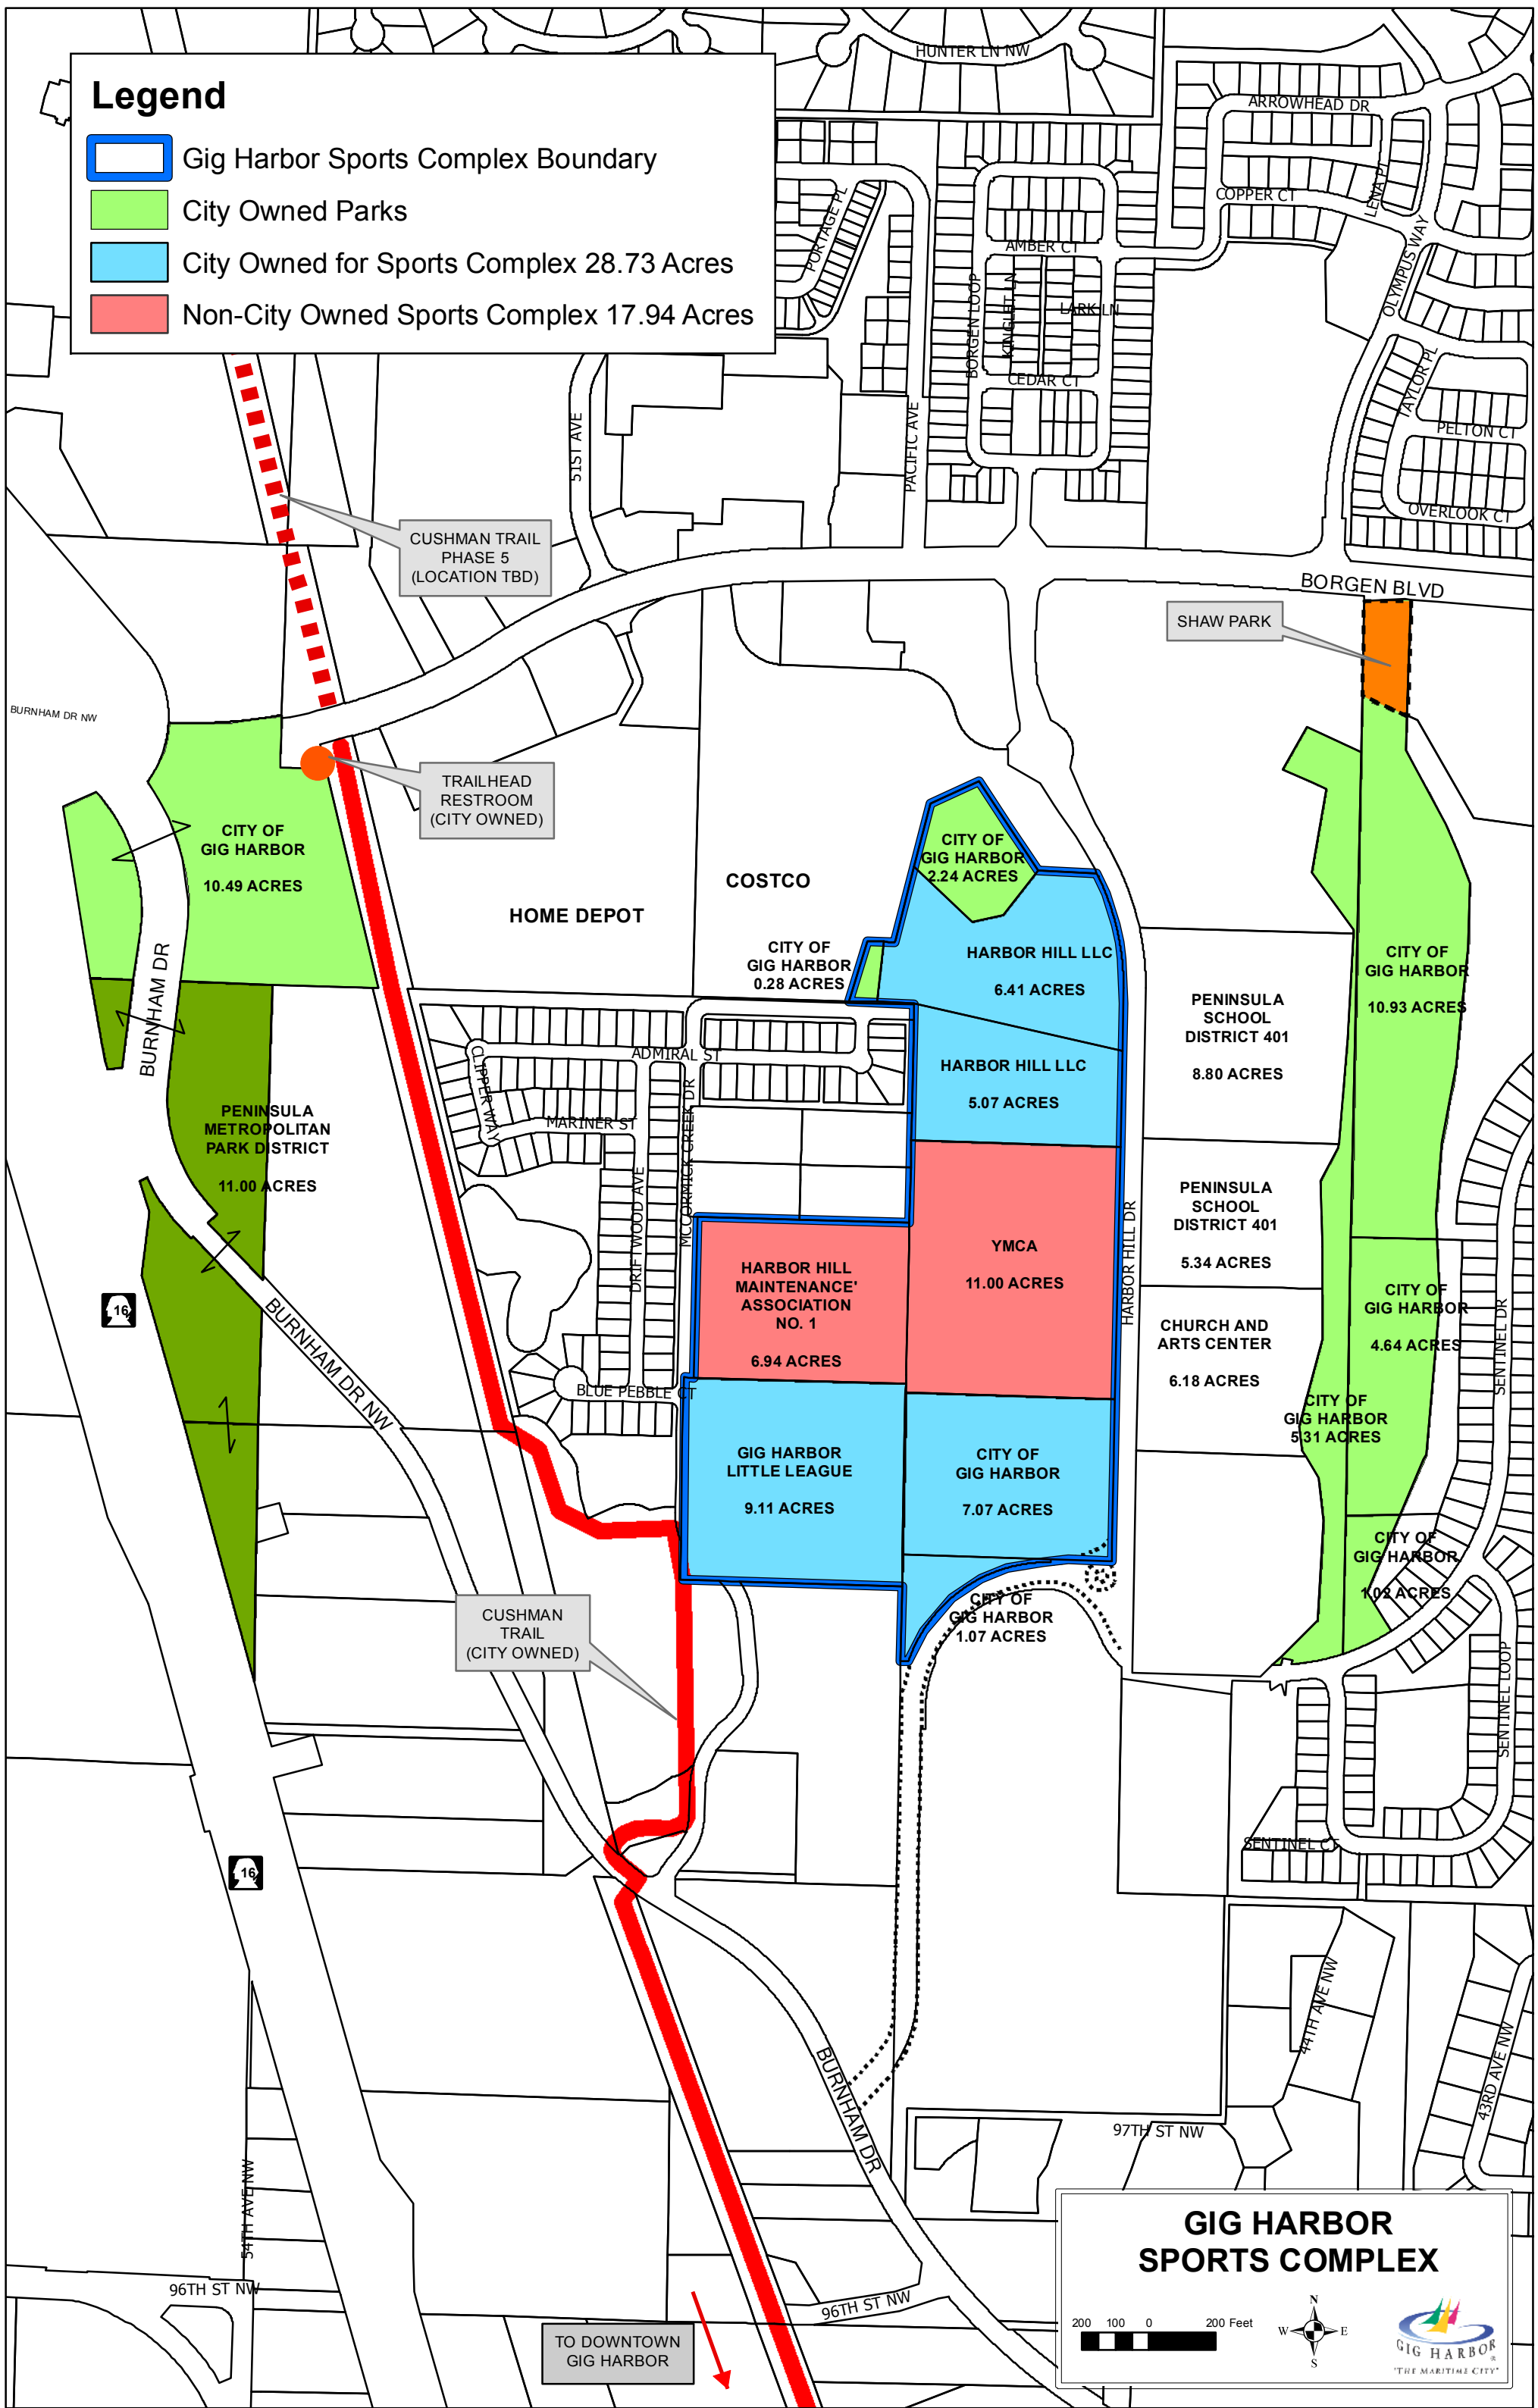 Legend
Gig Harbor Sports Complex Boundary
City Owned Parks
City Owned for Sports Complex 28.73 Acres
Non-City Owned Sports Complex 17.94 Acres
HUNTER LN NW
ARROWHEAD DR
LENA PL
COPPER CT
PORTAGE PL
AMBER CT
OLYMPUS WAY
BORGEN LOOP
KINGLET LN
LARK LN
CEDAR CT
TAYLOR PL
PELTON CT
OVERLOOK CT
51ST AVE
PACIFIC AVE
CUSHMAN TRAIL
PHASE 5
(LOCATION TBD)
BORGEN BLVD
SHAW PARK
BURNHAM DR NW
TRAILHEAD
RESTROOM
(CITY OWNED)
CITY OF
GIG HARBOR
10.49 ACRES
BURNHAM DR
HOME DEPOT
COSTCO
CITY OF
GIG HARBOR
2.24 ACRES
CITY OF
GIG HARBOR
0.28 ACRES
HARBOR HILL LLC
6.41 ACRES
HARBOR HILL LLC
5.07 ACRES
PENINSULA
SCHOOL
DISTRICT 401
8.80 ACRES
CITY OF
GIG HARBOR
10.93 ACRES
CLIPPER WAY
ADMIRAL ST
MARINER ST
DRIFTWOOD AVE
MCCORMICK CREEK DR
BLUE PEBBLE CT
PENINSULA
METROPOLITAN
PARK DISTRICT
11.00 ACRES
16
BURNHAM DR NW
HARBOR HILL
MAINTENANCE'
ASSOCIATION
NO. 1
6.94 ACRES
YMCA
11.00 ACRES
HARBOR HILL DR
PENINSULA
SCHOOL
DISTRICT 401
5.34 ACRES
CHURCH AND
ARTS CENTER
6.18 ACRES
CITY OF
GIG HARBOR
4.64 ACRES
CITY OF
GIG HARBOR
5.31 ACRES
SENTINEL DR
GIG HARBOR
LITTLE LEAGUE
9.11 ACRES
CITY OF
GIG HARBOR
7.07 ACRES
CITY OF
GIG HARBOR
1.02 ACRES
CITY OF
GIG HARBOR
1.07 ACRES
CUSHMAN
TRAIL
(CITY OWNED)
SENTINEL LOOP
SENTINEL CT
16
44TH AVE NW
43RD AVE NW
BURNHAM DR
97TH ST NW
54TH AVE NW
96TH ST NW
96TH ST NW
TO DOWNTOWN
GIG HARBOR
GIG HARBOR
SPORTS COMPLEX
200 100 0 200 Feet
N
W E
S
GIG HARBOR
"THE MARITIME CITY"